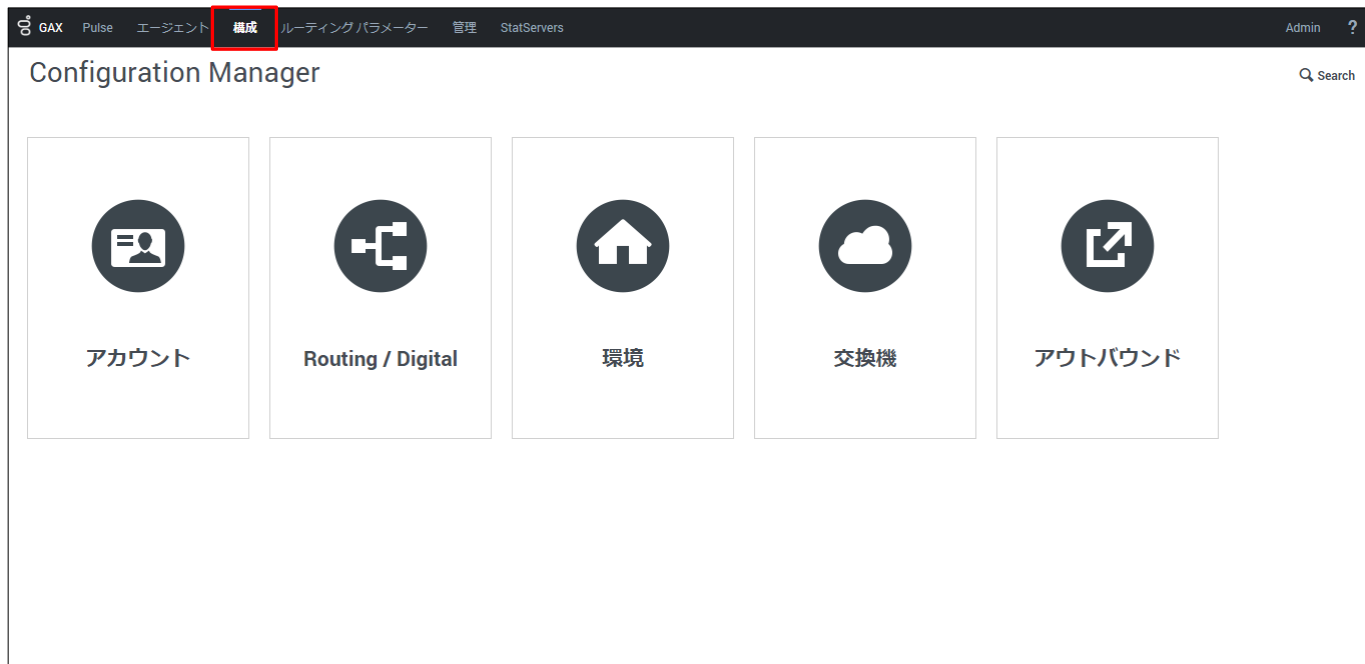 GAX Pulse エージェント 構成 ルーティングパラメーター 管理 StatServers Admin ?
Configuration Manager
Search
アカウント Routing / Digital 環境 交換機 アウトバウンド